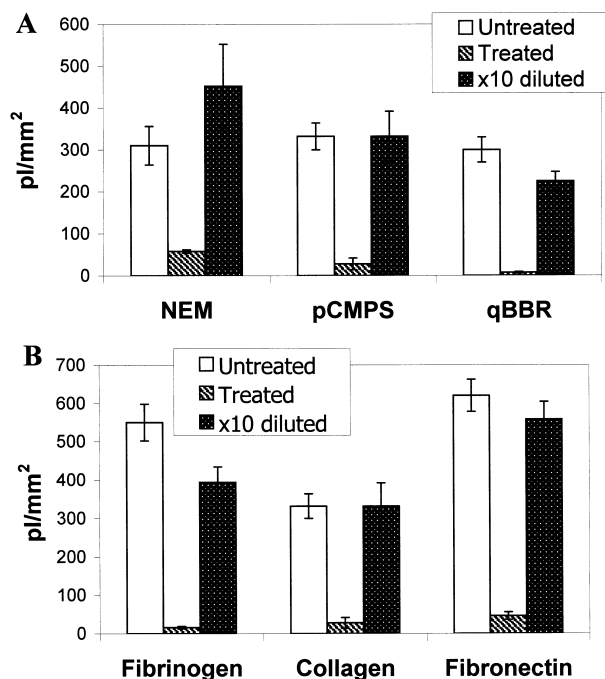 A
600
500
400
300
200
100
0
pl/mm²
Untreated
Treated
x10 diluted
NEM pCMPS qBBR
B
700
600
500
400
300
200
100
0
pl/mm²
Untreated
Treated
x10 diluted
Fibrinogen Collagen Fibronectin